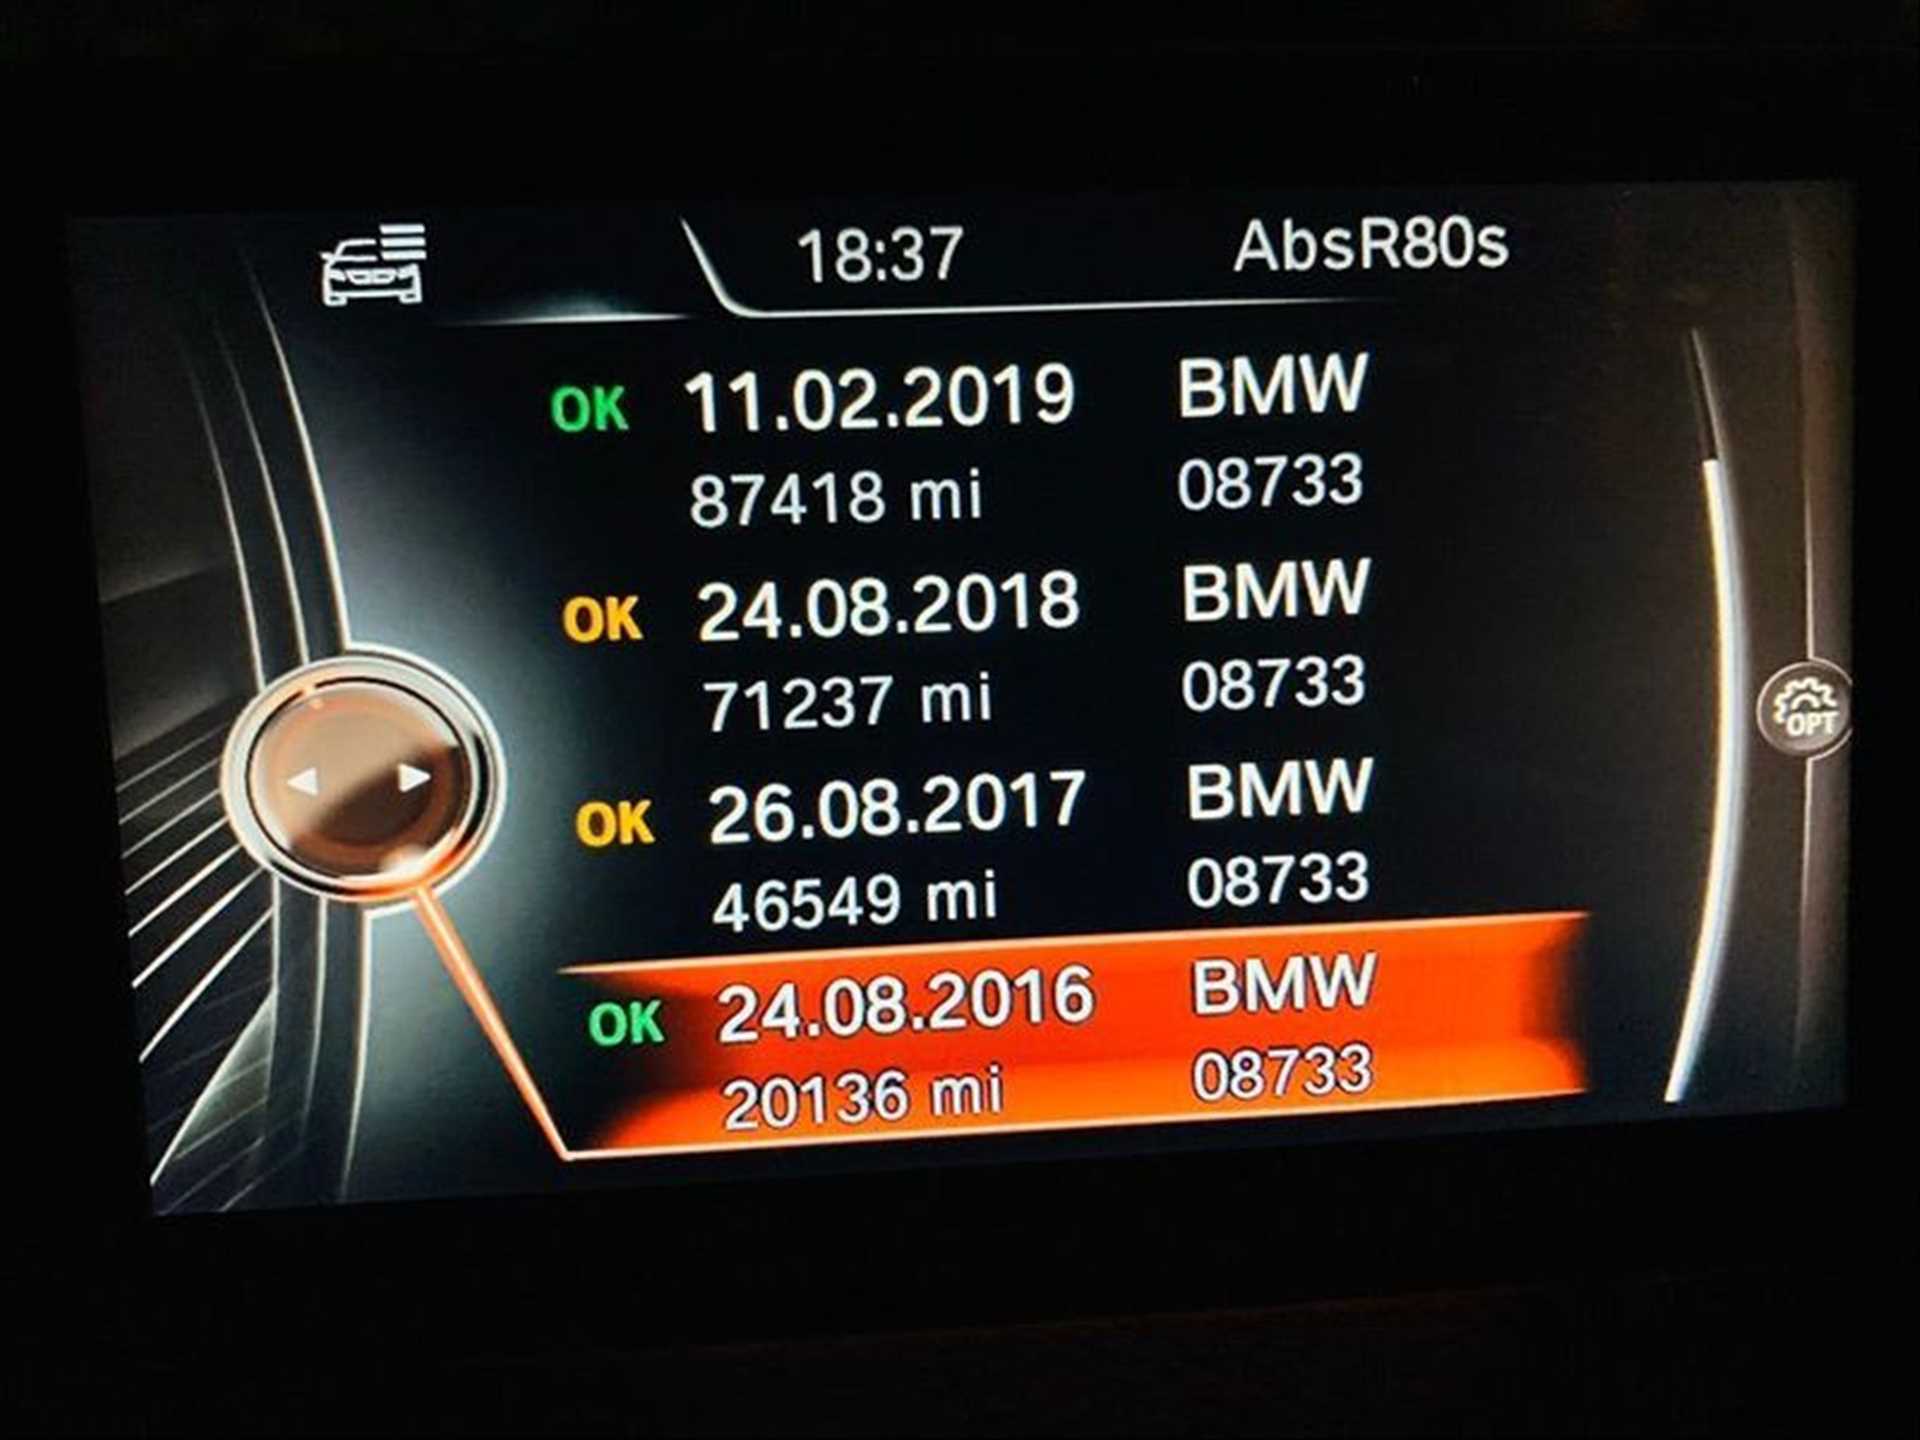 18:37 AbsR80s
OK 11.02.2019 BMW
87418 mi 08733
OK 24.08.2018 BMW
71237 mi 08733
OK 26.08.2017 BMW
46549 mi 08733
OK 24.08.2016 BMW
20136 mi 08733
OPT